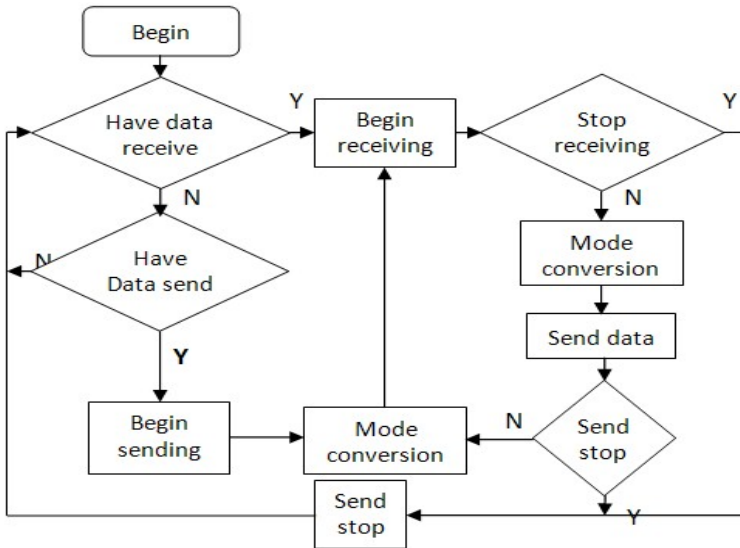 Begin
Have data
receive
Y
Begin
receiving
Stop
receiving
Y
N
N
Mode
conversion
N
Have
Data send
Send data
Y
Begin
sending
Mode
conversion
N
Send
stop
Send
stop
Y